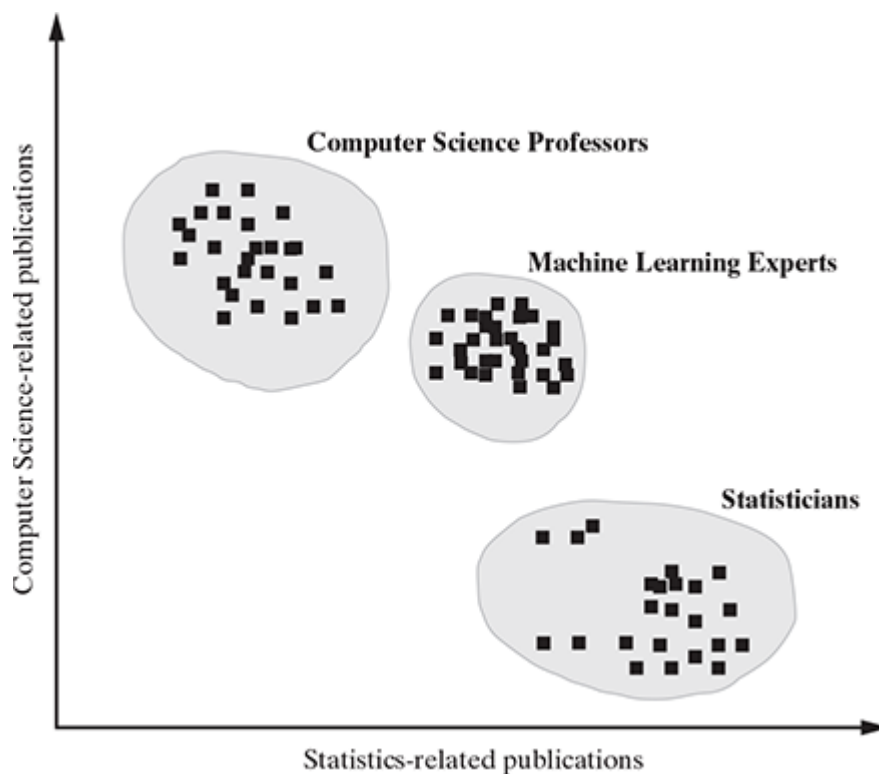 Computer Science Professors
Machine Learning Experts
Statisticians
Computer Science-related publications
Statistics-related publications